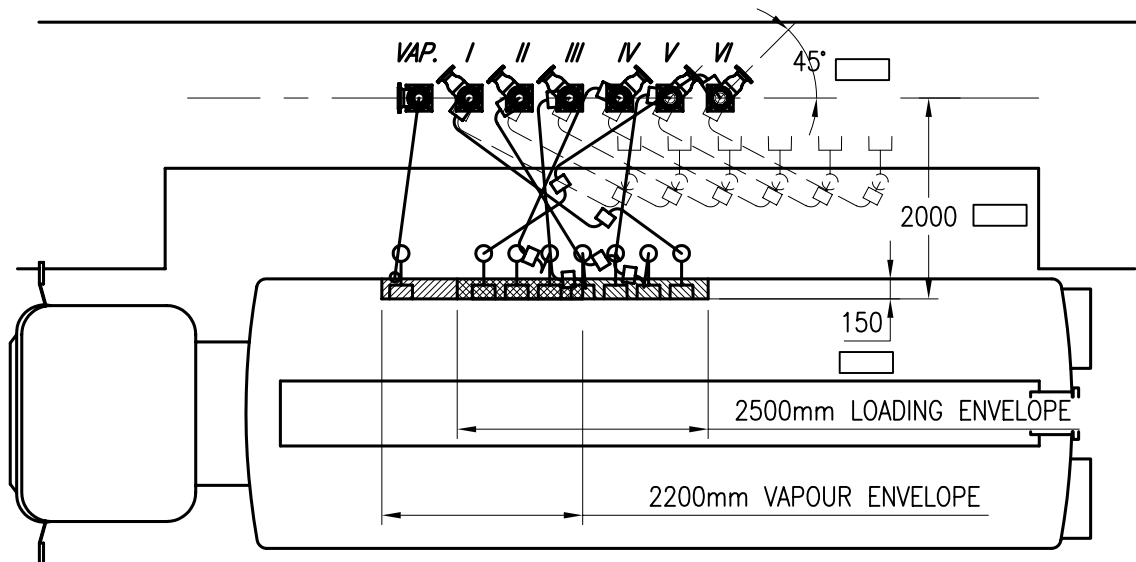 VAP. I II III IV V VI
45°
2000
150
2500mm LOADING ENVELOPE
2200mm VAPOUR ENVELOPE